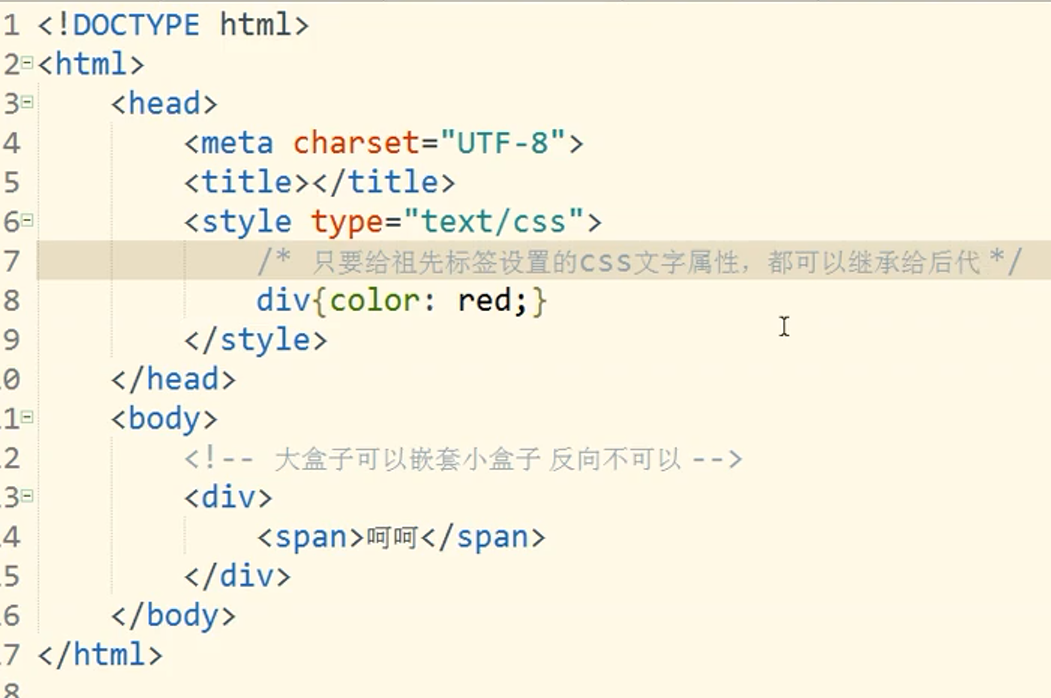 1 <!DOCTYPE html>
2 <html>
3 <head>
4 <meta charset="UTF-8">
5 <title></title>
6 <style type="text/css">
7 /* 只要给祖先标签设置的css文字属性，都可以继承给后代 */
8 div{color: red;}
9 </style>
0 </head>
1 <body>
2 <!-- 大盒子可以嵌套小盒子 反向不可以 -->
3 <div>
4 <span>呵呵</span>
5 </div>
6 </body>
7 </html>
8